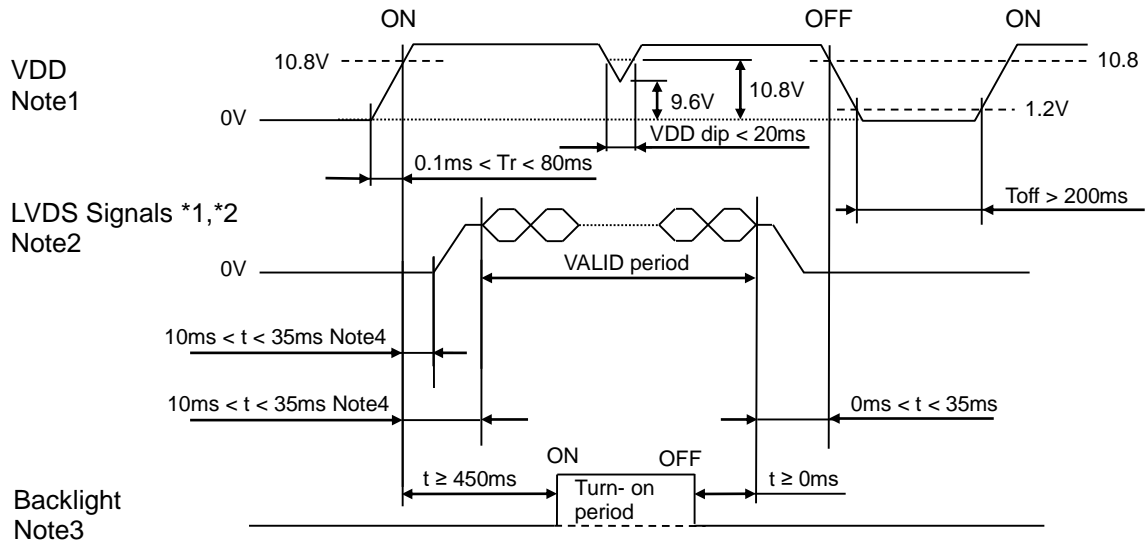 ON OFF ON
VDD
Note1
10.8V
10.8
0V
9.6V
10.8V
1.2V
VDD dip < 20ms
0.1ms < Tr < 80ms
Toff > 200ms
LVDS Signals *1,*2
Note2
0V
VALID period
10ms < t < 35ms Note4
10ms < t < 35ms Note4
0ms < t < 35ms
ON OFF
t ≥ 450ms
Turn- on
period
t ≥ 0ms
Backlight
Note3